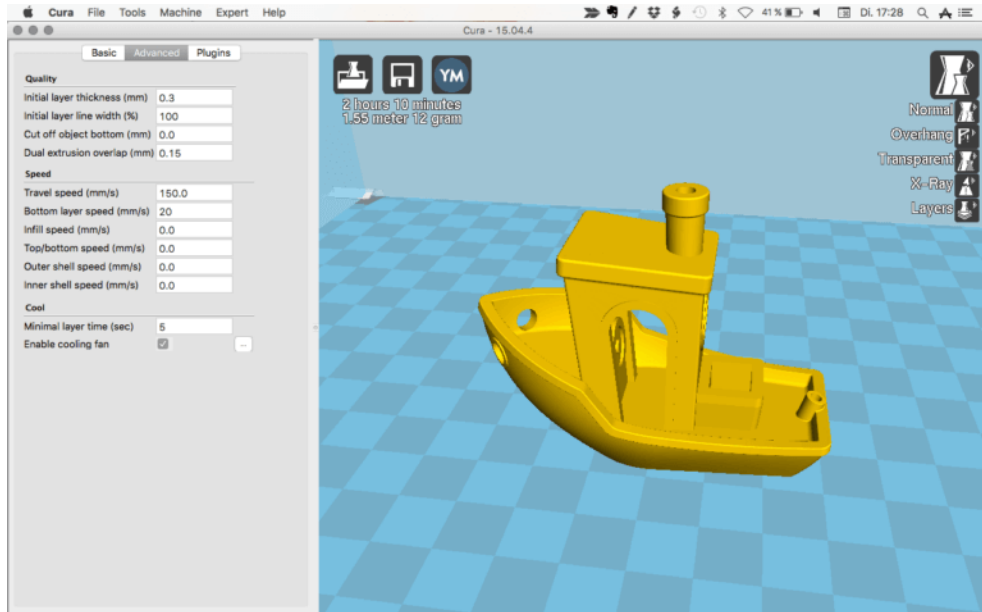 Cura File Tools Machine Expert Help 41% Di. 17:28
Cura - 15.04.4
Basic Advanced Plugins
Quality
Initial layer thickness (mm) 0.3
Initial layer line width (%) 100
Cut off object bottom (mm) 0.0
Dual extrusion overlap (mm) 0.15
Speed
Travel speed (mm/s) 150.0
Bottom layer speed (mm/s) 20
Infill speed (mm/s) 0.0
Top/bottom speed (mm/s) 0.0
Outer shell speed (mm/s) 0.0
Inner shell speed (mm/s) 0.0
Cool
Minimal layer time (sec) 5
Enable cooling fan ...
YM
2 hours 10 minutes
1.55 meter 12 gram
Normal
Overhang
Transparent
X-Ray
Layers